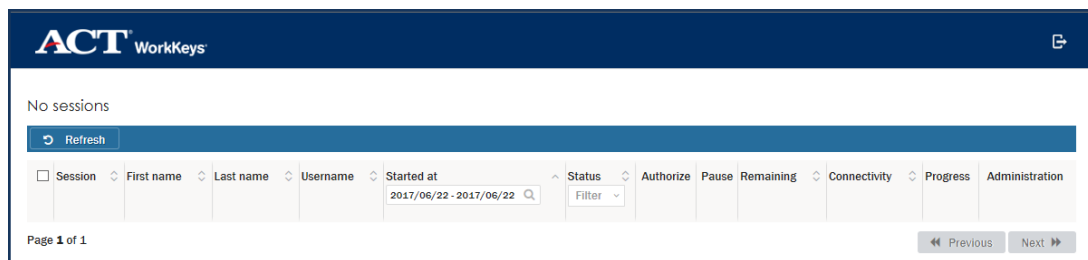 ACT WorkKeys
No sessions
Refresh
Session First name Last name Username Started at Status Authorize Pause Remaining Connectivity Progress Administration
2017/06/22 - 2017/06/22 Filter
Page 1 of 1 Previous Next